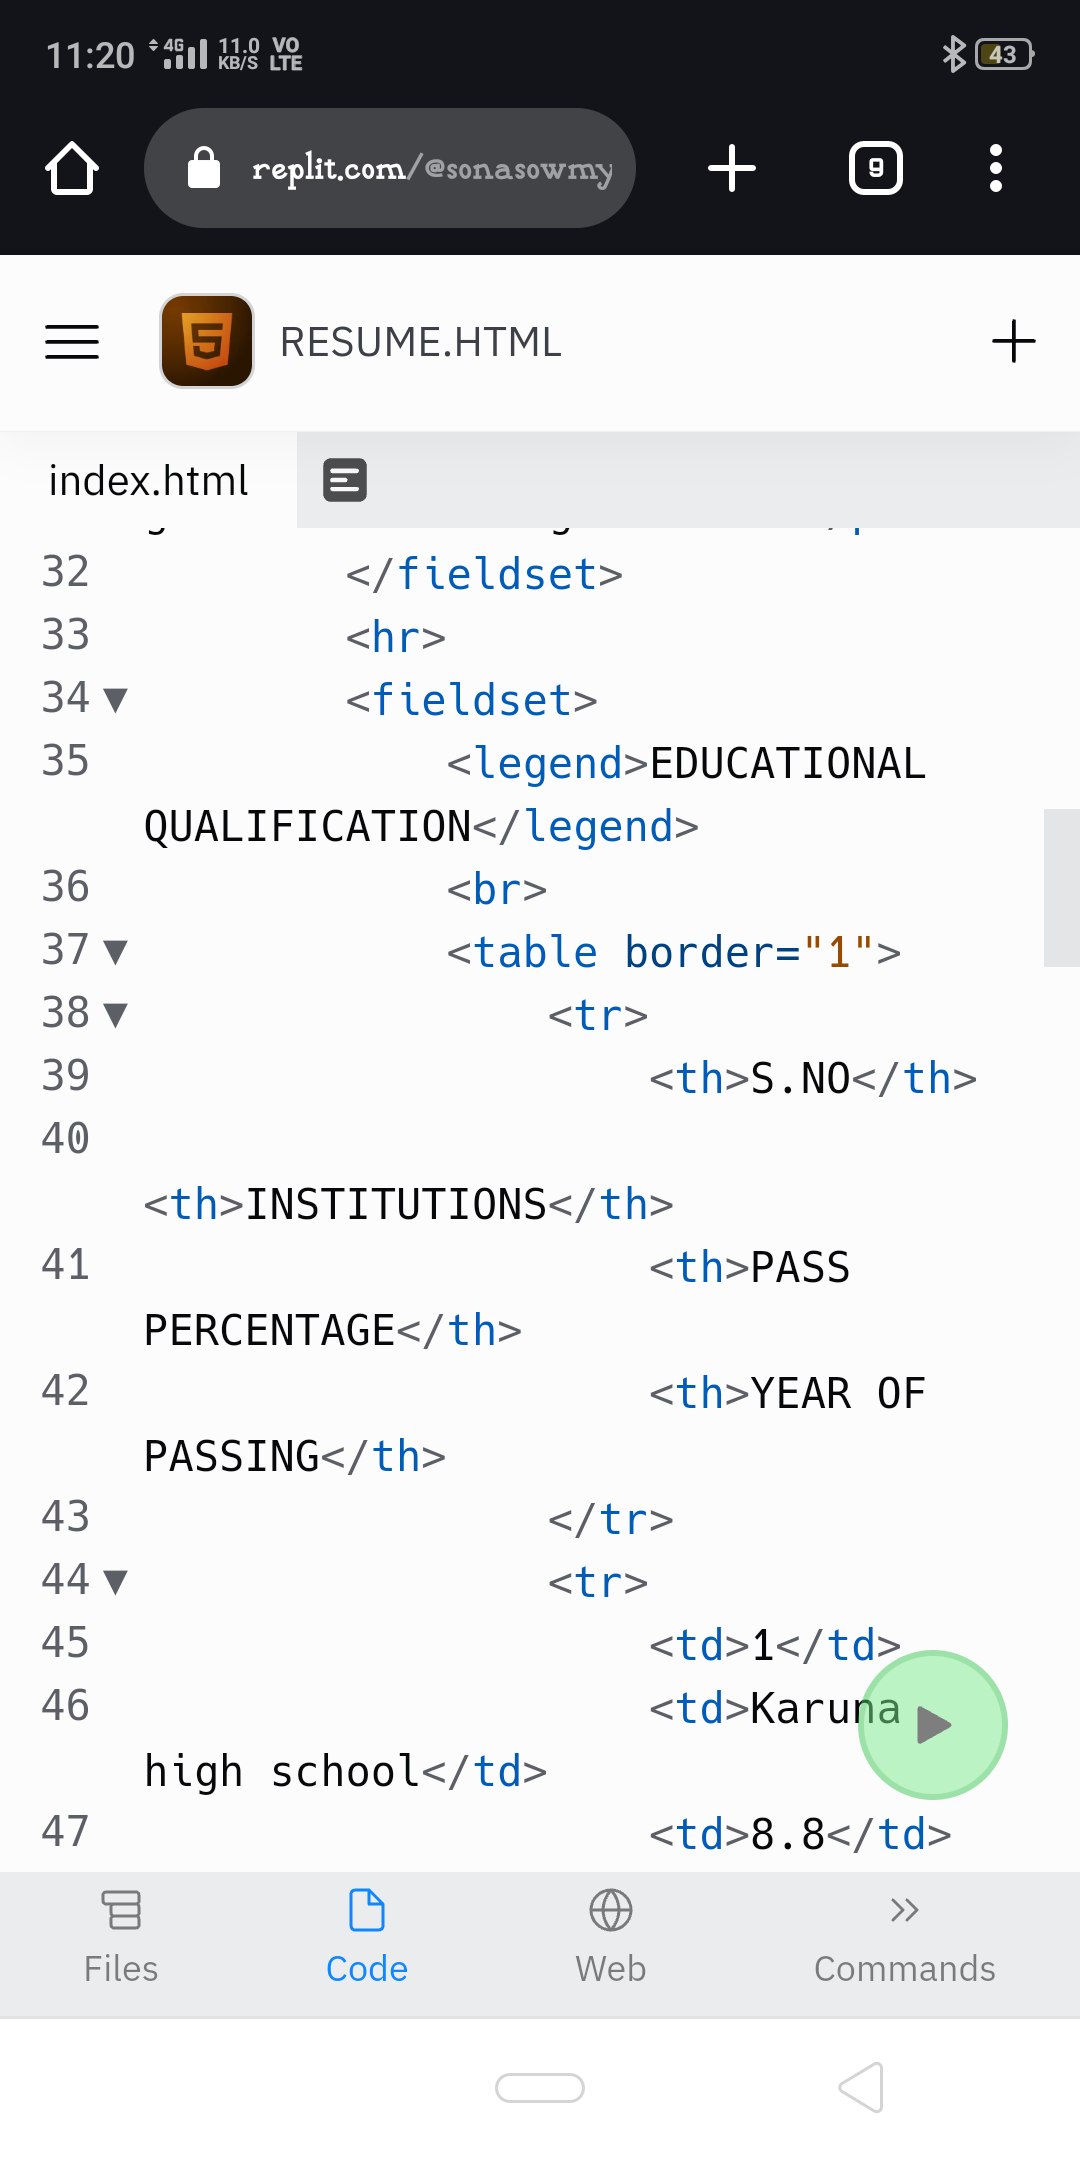 11:20 4G 11.0 KB/S VO LTE 43
replit.com/@sonasowmy 9
RESUME.HTML
index.html
32 </fieldset>
33 <hr>
34 <fieldset>
35 <legend>EDUCATIONAL
QUALIFICATION</legend>
36 <br>
37 <table border="1">
38 <tr>
39 <th>S.NO</th>
40
<th>INSTITUTIONS</th>
41 <th>PASS
PERCENTAGE</th>
42 <th>YEAR OF
PASSING</th>
43 </tr>
44 <tr>
45 <td>1</td>
46 <td>Karuna
high school</td>
47 <td>8.8</td>
Files Code Web Commands